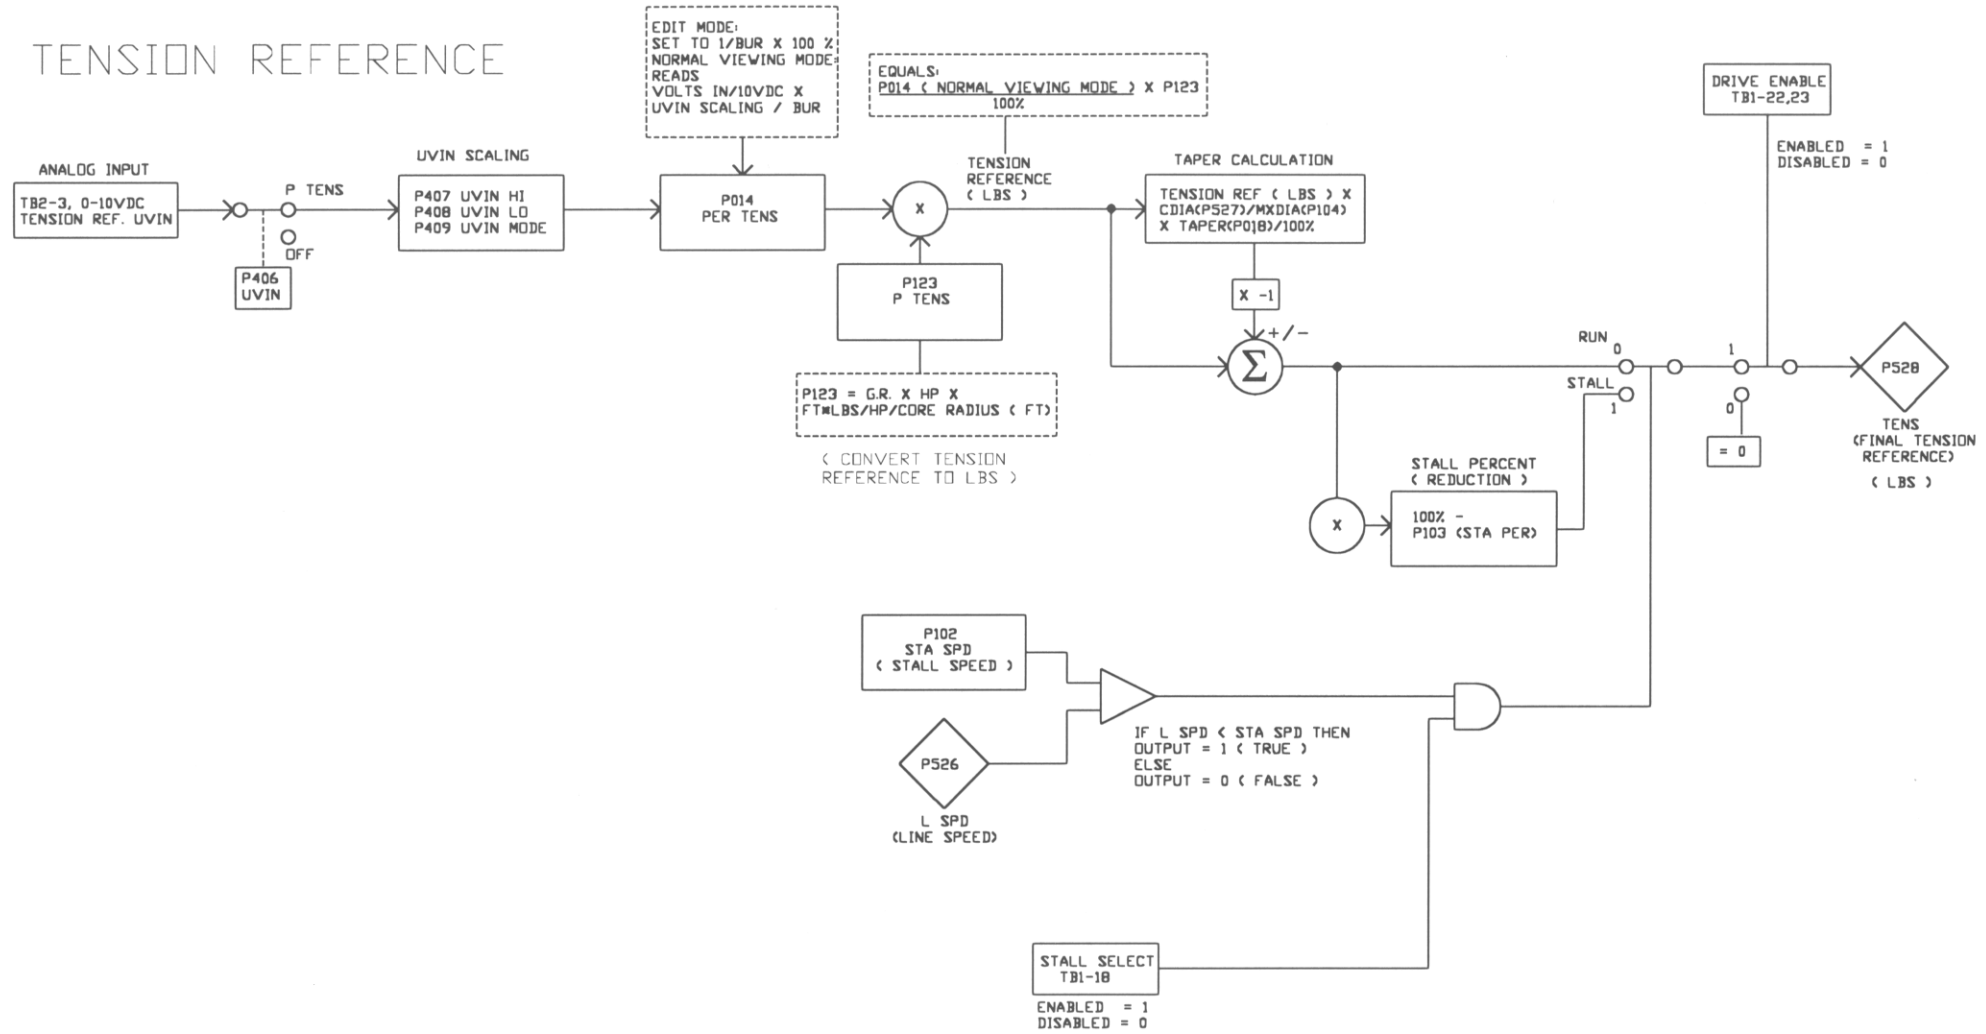 TENSION REFERENCE
EDIT MODE:
SET TO 1/BUR X 100 %
NORMAL VIEWING MODE:
READS
VOLTS IN/10VDC X
UVIN SCALING / BUR
EQUALS:
P014 ( NORMAL VIEWING MODE ) X P123
100%
DRIVE ENABLE
TB1-22,23
ENABLED = 1
DISABLED = 0
ANALOG INPUT
TB2-3, 0-10VDC
TENSION REF. UVIN
P TENS
OFF
P406
UVIN
UVIN SCALING
P407 UVIN HI
P408 UVIN LO
P409 UVIN MODE
P014
PER TENS
X
TENSION
REFERENCE
( LBS )
TAPER CALCULATION
TENSION REF ( LBS ) X
CDIA(P527)/MXDIA(P104)
X TAPER(P018)/100%
P123
P TENS
X -1
+/-
Σ
P123 = G.R. X HP X
FT*LBS/HP/CORE RADIUS ( FT)
( CONVERT TENSION
REFERENCE TO LBS )
RUN
0
STALL
1
1
0
= 0
P528
TENS
(FINAL TENSION
REFERENCE)
( LBS )
STALL PERCENT
( REDUCTION )
X
100% -
P103 (STA PER)
P102
STA SPD
( STALL SPEED )
P526
L SPD
(LINE SPEED)
IF L SPD < STA SPD THEN
OUTPUT = 1 ( TRUE )
ELSE
OUTPUT = 0 ( FALSE )
STALL SELECT
TB1-18
ENABLED = 1
DISABLED = 0